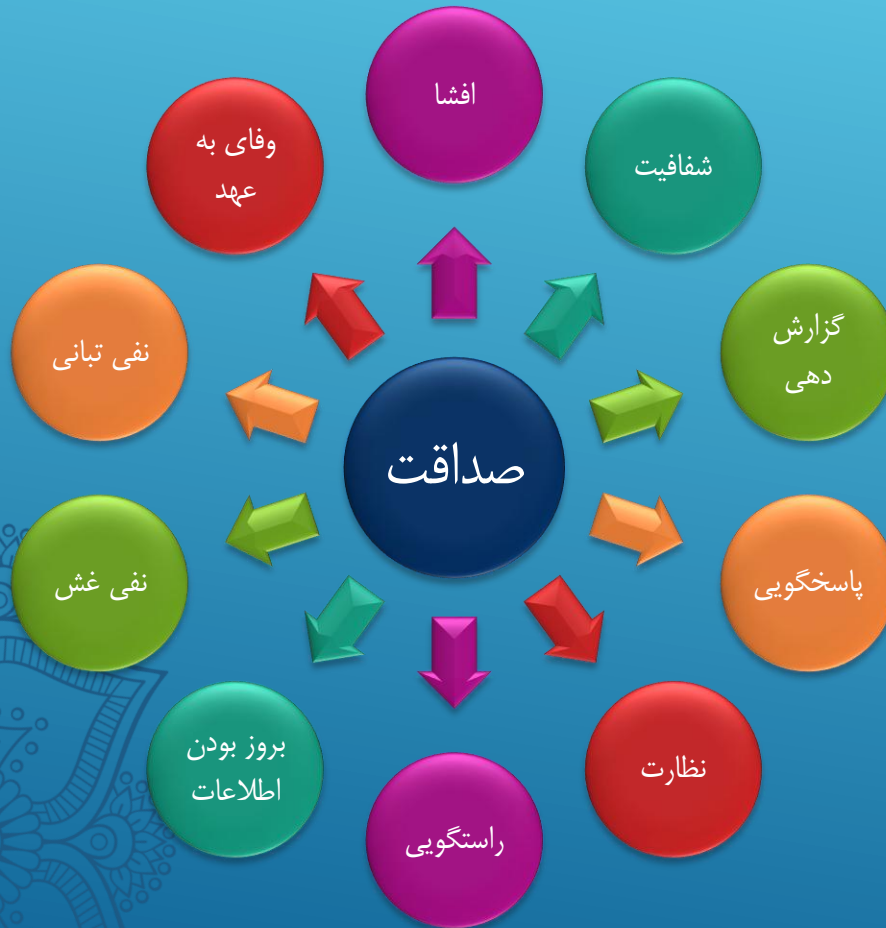 صداقت
افشا
شفافیت
گزارش
دهی
پاسخگویی
نظارت
راستگویی
بروز بودن
اطلاعات
نفی غش
نفی تبانی
وفای به
عهد